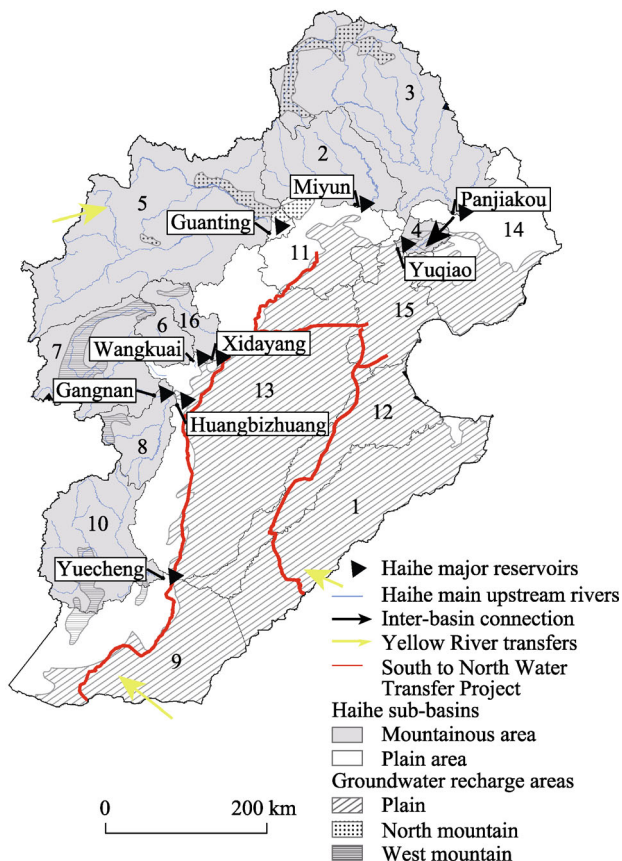 3
2
Miyun
5
Panjiakou
Guanting
4
14
11
Yuqiao
15
6
16
7
Wangkuai
Xidayang
13
Gangnan
12
Huangbizhuang
8
1
10
Yuecheng
9
Haihe major reservoirs
Haihe main upstream rivers
Inter-basin connection
Yellow River transfers
South to North Water
Transfer Project
Haihe sub-basins
Mountainous area
Plain area
Groundwater recharge areas
Plain
North mountain
West mountain
0 200 km